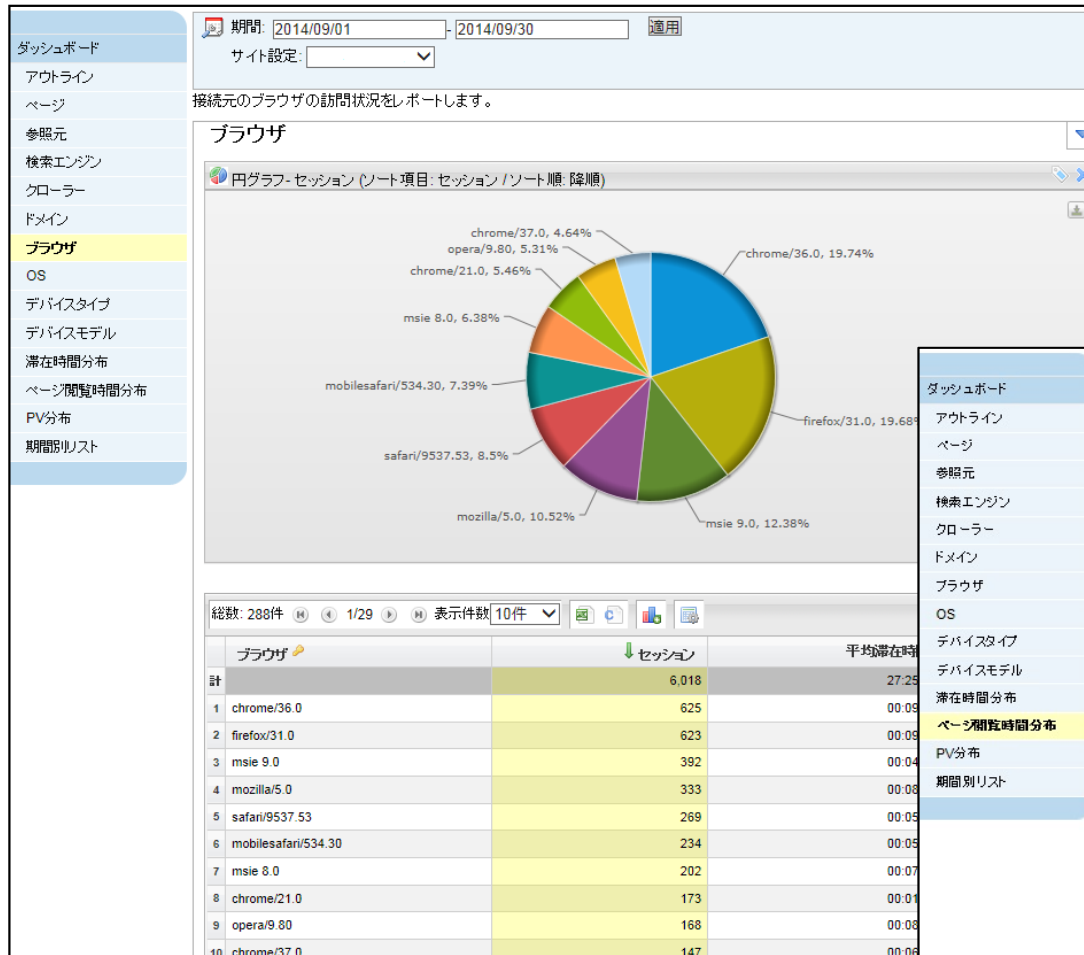 期間: 2014/09/01 - 2014/09/30 適用
サイト設定:
ダッシュボード
アウトライン
ページ
参照元
検索エンジン
クローラー
ドメイン
ブラウザ
OS
デバイスタイプ
デバイスモデル
滞在時間分布
ページ閲覧時間分布
PV分布
期間別リスト
接続元のブラウザの訪問状況をレポートします。
ブラウザ
円グラフ- セッション (ソート項目: セッション / ソート順: 降順)
chrome/37.0, 4.64%
opera/9.80, 5.31%
chrome/21.0, 5.46%
msie 8.0, 6.38%
mobilesafari/534.30, 7.39%
safari/9537.53, 8.5%
mozilla/5.0, 10.52%
chrome/36.0, 19.74%
firefox/31.0, 19.68%
msie 9.0, 12.38%
総数: 288件 1/29 表示件数 10件
ブラウザ セッション 平均滞在時
計 6,018 27:25
1 chrome/36.0 625 00:09
2 firefox/31.0 623 00:09
3 msie 9.0 392 00:04
4 mozilla/5.0 333 00:08
5 safari/9537.53 269 00:05
6 mobilesafari/534.30 234 00:05
7 msie 8.0 202 00:07
8 chrome/21.0 173 00:01
9 opera/9.80 168 00:08
10 chrome/37.0 147 00:06
ダッシュボード
アウトライン
ページ
参照元
検索エンジン
クローラー
ドメイン
ブラウザ
OS
デバイスタイプ
デバイスモデル
滞在時間分布
ページ閲覧時間分布
PV分布
期間別リスト